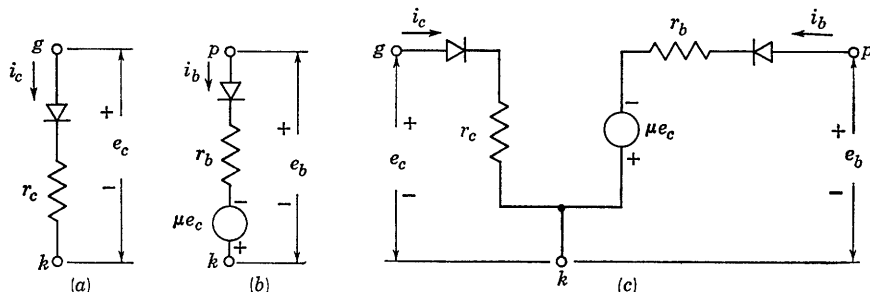 g
i_c
+
e_c
−
r_c
k
(a)
p
i_b
+
r_b
e_b
−
−
μe_c
+
k
(b)
g
i_c
r_b
i_b
p
−
+
r_c
μe_c
+
e_c
+
e_b
−
−
k
(c)